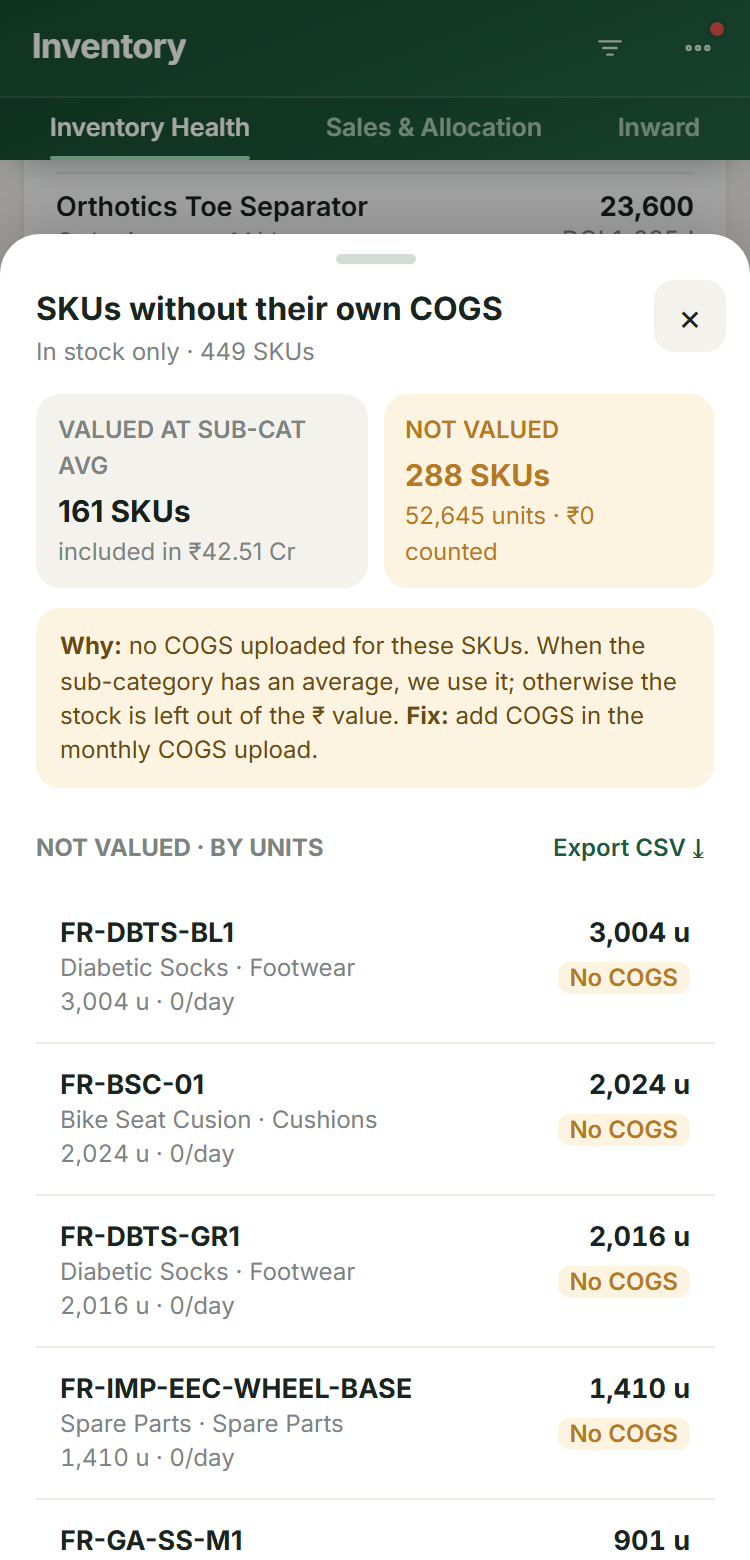 Inventory
Inventory Health
Sales & Allocation
Inward
Orthotics Toe Separator
23,600
SKUs without their own COGS
In stock only · 449 SKUs
×
VALUED AT SUB-CAT
AVG
161 SKUs
included in ₹42.51 Cr
NOT VALUED
288 SKUs
52,645 units · ₹0
counted
Why: no COGS uploaded for these SKUs. When the
sub-category has an average, we use it; otherwise the
stock is left out of the ₹ value. Fix: add COGS in the
monthly COGS upload.
NOT VALUED · BY UNITS
Export CSV ↓
FR-DBTS-BL1
3,004 u
Diabetic Socks · Footwear
No COGS
3,004 u · 0/day
FR-BSC-01
2,024 u
Bike Seat Cusion · Cushions
No COGS
2,024 u · 0/day
FR-DBTS-GR1
2,016 u
Diabetic Socks · Footwear
No COGS
2,016 u · 0/day
FR-IMP-EEC-WHEEL-BASE
1,410 u
Spare Parts · Spare Parts
No COGS
1,410 u · 0/day
FR-GA-SS-M1
901 u